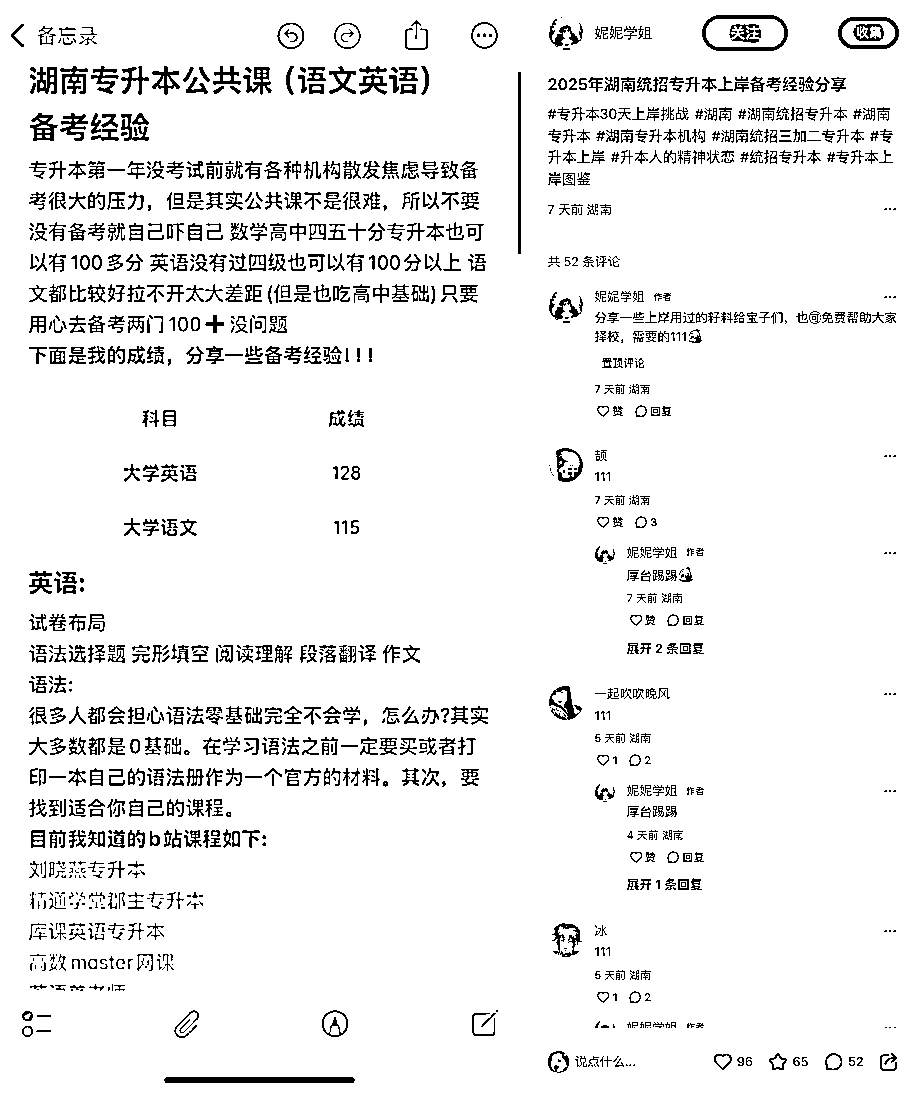 备忘录
湖南专升本公共课（语文英语）
备考经验
专升本第一年没考试前就有各种机构散发焦虑导致备
考很大的压力，但是其实公共课不是很难，所以不要
没有备考就自己吓自己 数学高中四五十分专升本也可
以有100多分 英语没有过四级也可以有100分以上 语
文都比较好拉不开太大差距(但是也吃高中基础)只要
用心去备考两门100➕没问题
下面是我的成绩，分享一些备考经验！！！
科目 成绩
大学英语 128
大学语文 115
英语:
试卷布局
语法选择题 完形填空 阅读理解 段落翻译 作文
语法:
很多人都会担心语法零基础完全不会学，怎么办?其实
大多数都是0基础。在学习语法之前一定要买或者打
印一本自己的语法册作为一个官方的材料。其次，要
找到适合你自己的课程。
目前我知道的b站课程如下:
刘晓燕专升本
精通学堂郡主专升本
库课英语专升本
高数master网课
妮妮学姐 关注 收藏
2025年湖南统招专升本上岸备考经验分享
#专升本30天上岸挑战 #湖南 #湖南统招专升本 #湖南
专升本 #湖南专升本机构 #湖南统招三加二专升本 #专
升本上岸 #升本人的精神状态 #统招专升本 #专升本上
岸图鉴
7 天前 湖南
共 52 条评论
妮妮学姐 作者
分享一些上岸用过的籽料给宝子们，也可免费帮助大家
择校，需要的111
置顶评论
7 天前 湖南
赞 回复
颉
111
7 天前 湖南
赞 3
妮妮学姐 作者
厚台踢踢
7 天前 湖南
赞 回复
展开 2 条回复
一起吹吹晚风
111
5 天前 湖南
1 2
妮妮学姐 作者
厚台踢踢
4 天前 湖南
赞 回复
展开 1 条回复
冰
111
5 天前 湖南
1 2
妮妮学姐 作者
说点什么... 96 65 52